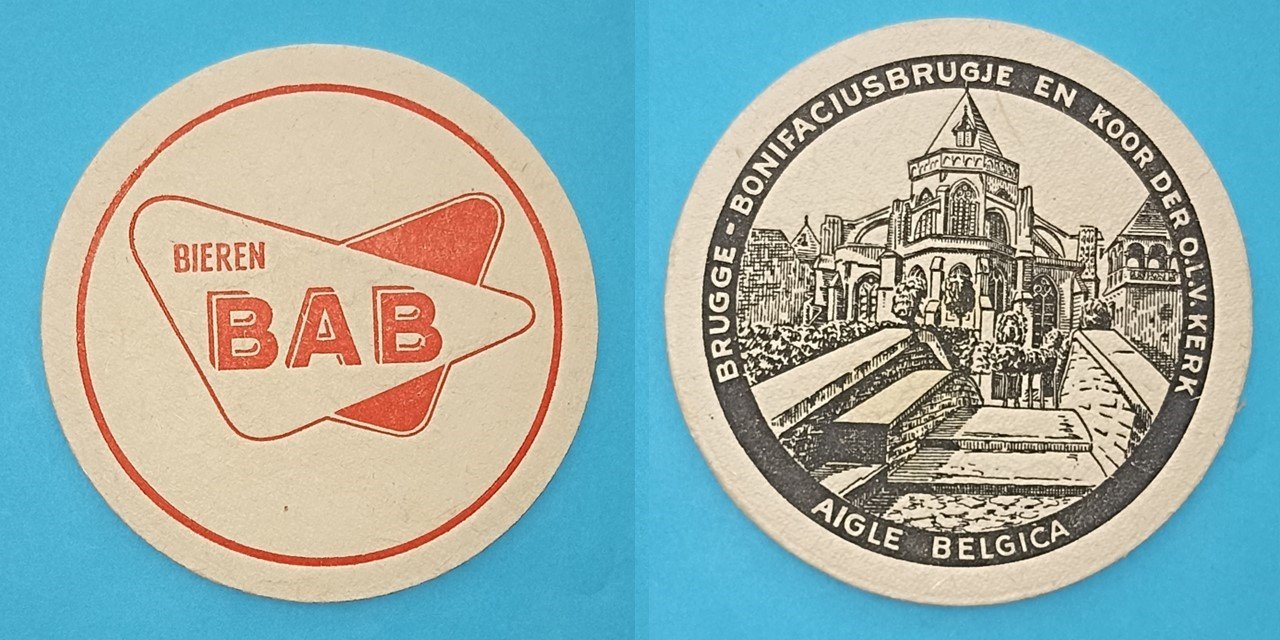 BIEREN
BAB
BRUGGE - BONIFACIUSBRUGJE EN KOOR DER O.L.V. KERK
AIGLE BELGICA